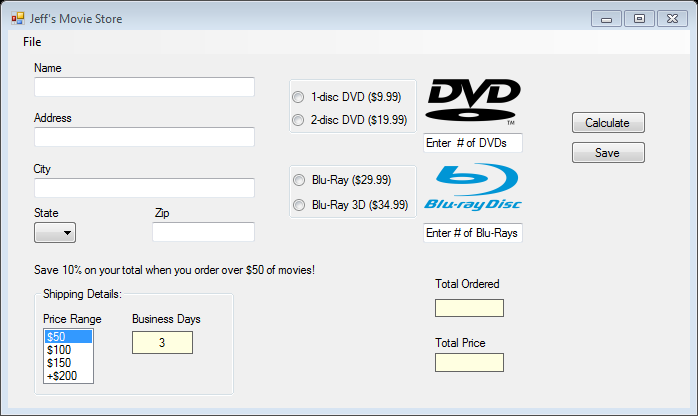 Jeff's Movie Store
File
Name
Address
City
State
Zip
1-disc DVD ($9.99)
2-disc DVD ($19.99)
DVD
TM
Enter # of DVDs
Blu-Ray ($29.99)
Blu-Ray 3D ($34.99)
Blu-ray Disc
Enter # of Blu-Rays
Calculate
Save
Save 10% on your total when you order over $50 of movies!
Shipping Details:
Price Range
$50
$100
$150
+$200
Business Days
3
Total Ordered
Total Price